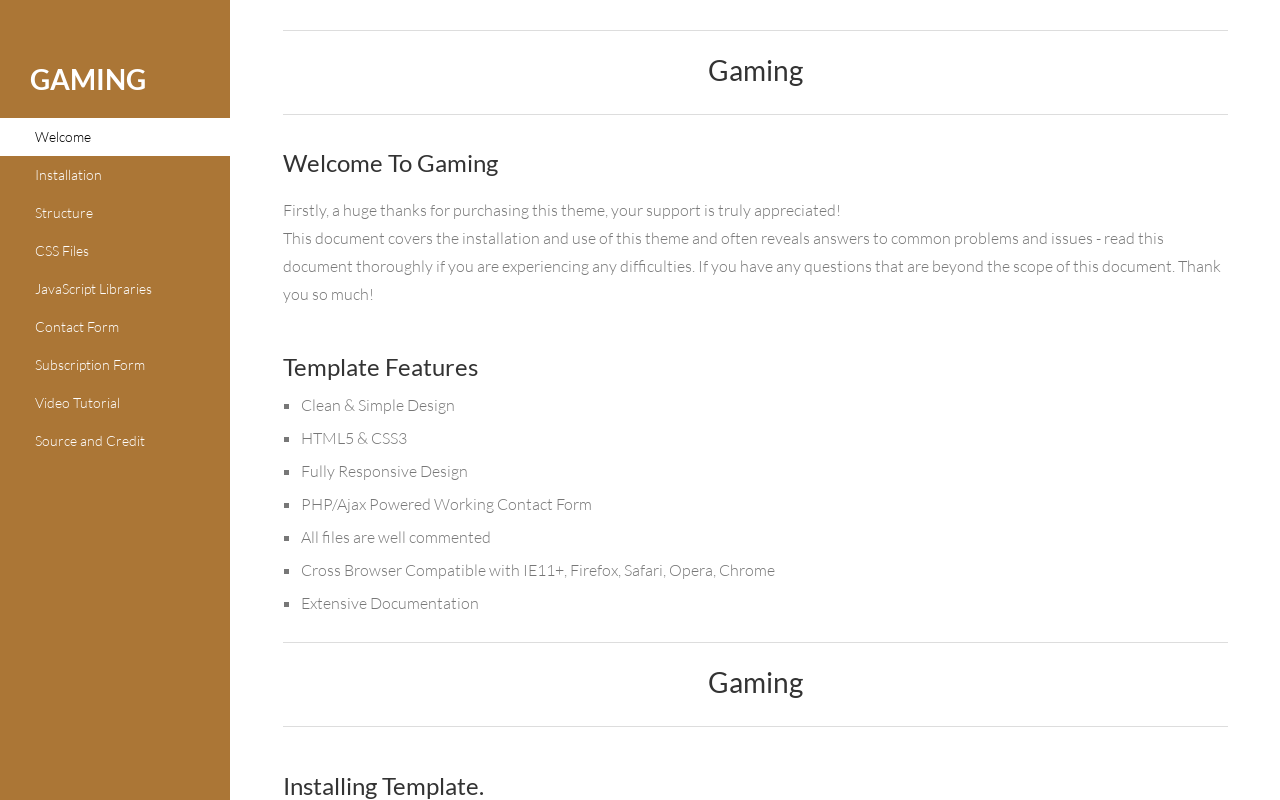 GAMING
Welcome
Installation
Structure
CSS Files
JavaScript Libraries
Contact Form
Subscription Form
Video Tutorial
Source and Credit
Gaming
Welcome To Gaming
Firstly, a huge thanks for purchasing this theme, your support is truly appreciated!
This document covers the installation and use of this theme and often reveals answers to common problems and issues - read this
document thoroughly if you are experiencing any difficulties. If you have any questions that are beyond the scope of this document. Thank
you so much!
Template Features
Clean & Simple Design
HTML5 & CSS3
Fully Responsive Design
PHP/Ajax Powered Working Contact Form
All files are well commented
Cross Browser Compatible with IE11+, Firefox, Safari, Opera, Chrome
Extensive Documentation
Gaming
Installing Template.